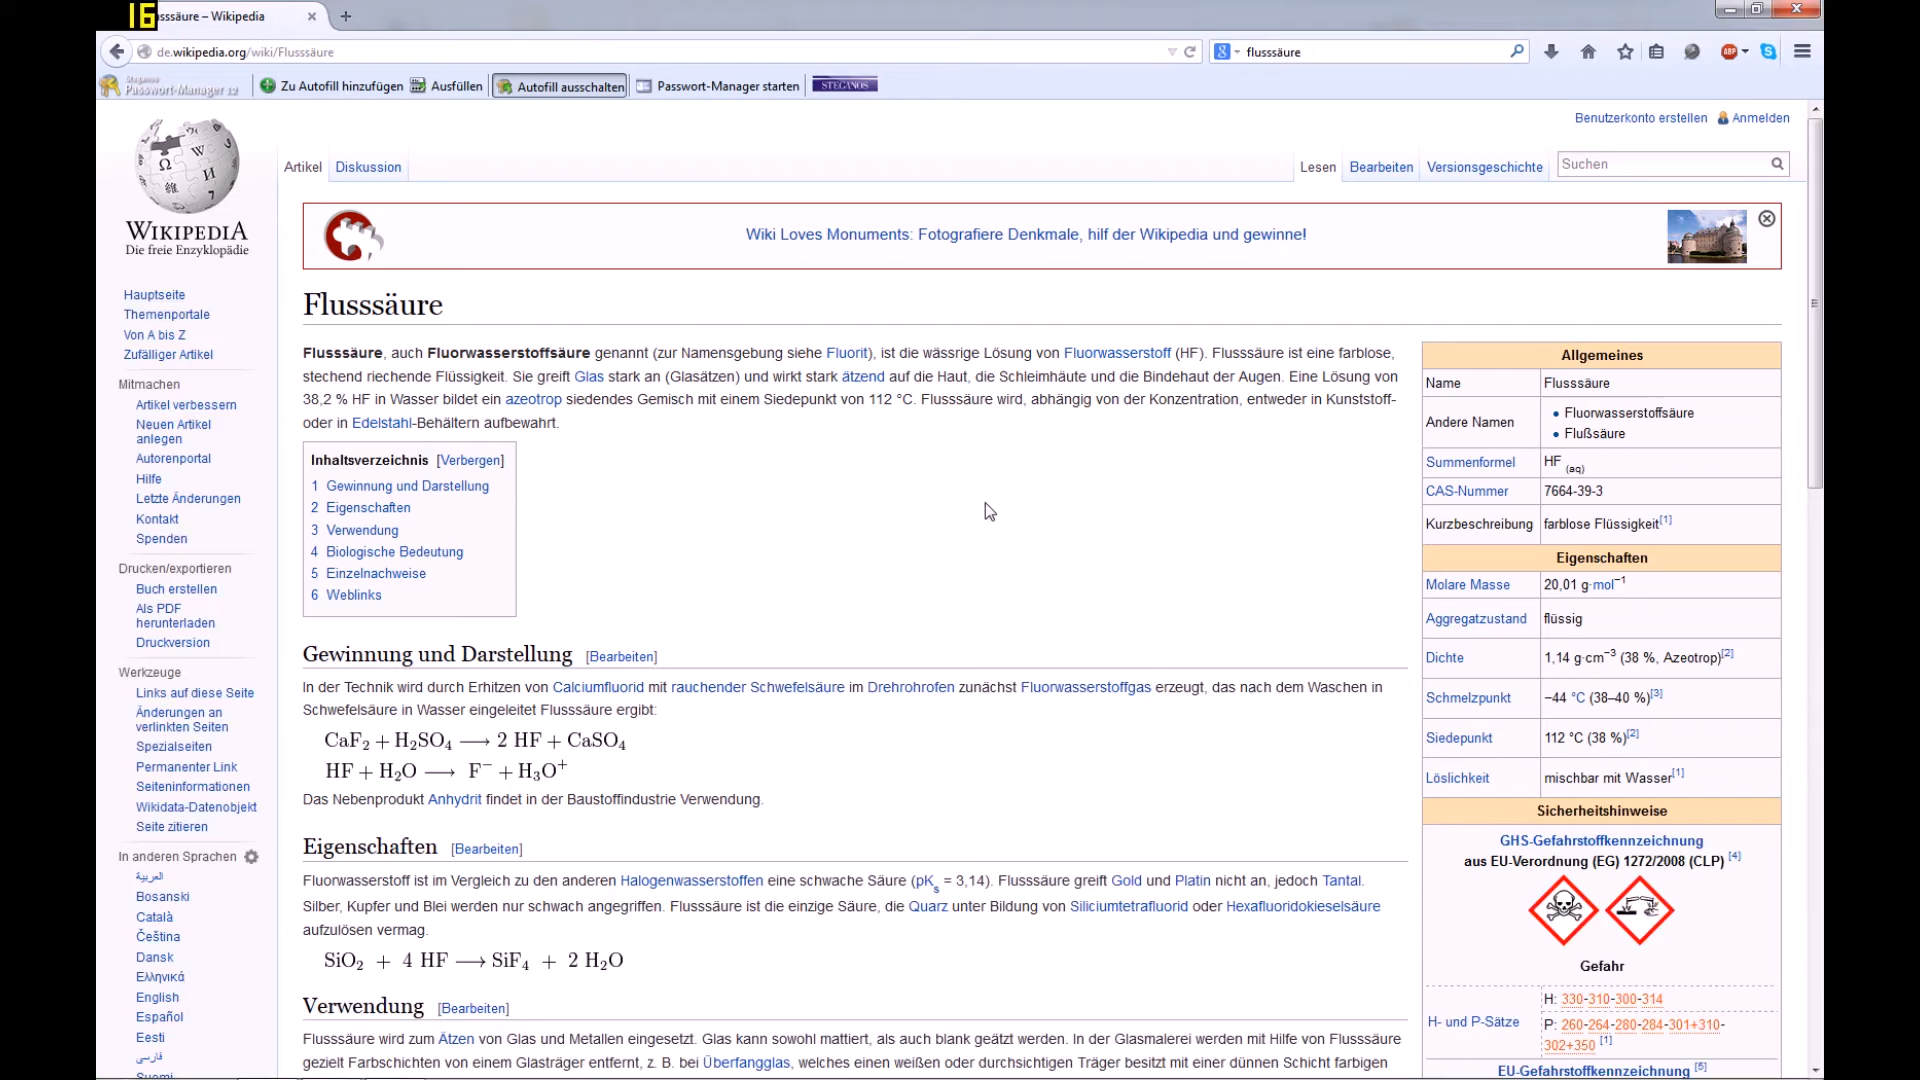 16
sssäure – Wikipedia
de.wikipedia.org/wiki/Flusssäure
flusssäure
ABP
Steganos
Passwort-Manager 12
Zu Autofill hinzufügen
Ausfüllen
Autofill ausschalten
Passwort-Manager starten
STEGANOS
Benutzerkonto erstellen
Anmelden
WIKIPEDIA
Die freie Enzyklopädie
Artikel
Diskussion
Lesen
Bearbeiten
Versionsgeschichte
Suchen
Wiki Loves Monuments: Fotografiere Denkmale, hilf der Wikipedia und gewinne!
Hauptseite
Themenportale
Von A bis Z
Zufälliger Artikel
Mitmachen
Artikel verbessern
Neuen Artikel
anlegen
Autorenportal
Hilfe
Letzte Änderungen
Kontakt
Spenden
Drucken/exportieren
Buch erstellen
Als PDF
herunterladen
Druckversion
Werkzeuge
Links auf diese Seite
Änderungen an
verlinkten Seiten
Spezialseiten
Permanenter Link
Seiteninformationen
Wikidata-Datenobjekt
Seite zitieren
In anderen Sprachen
العربية
Bosanski
Català
Čeština
Dansk
Ελληνικά
English
Español
Eesti
فارسی
Suomi
Flusssäure
Flusssäure, auch Fluorwasserstoffsäure genannt (zur Namensgebung siehe Fluorit), ist die wässrige Lösung von Fluorwasserstoff (HF). Flusssäure ist eine farblose,
stechend riechende Flüssigkeit. Sie greift Glas stark an (Glasätzen) und wirkt stark ätzend auf die Haut, die Schleimhäute und die Bindehaut der Augen. Eine Lösung von
38,2 % HF in Wasser bildet ein azeotrop siedendes Gemisch mit einem Siedepunkt von 112 °C. Flusssäure wird, abhängig von der Konzentration, entweder in Kunststoff-
oder in Edelstahl-Behältern aufbewahrt.
Inhaltsverzeichnis [Verbergen]
1 Gewinnung und Darstellung
2 Eigenschaften
3 Verwendung
4 Biologische Bedeutung
5 Einzelnachweise
6 Weblinks
Gewinnung und Darstellung [Bearbeiten]
In der Technik wird durch Erhitzen von Calciumfluorid mit rauchender Schwefelsäure im Drehrohrofen zunächst Fluorwasserstoffgas erzeugt, das nach dem Waschen in
Schwefelsäure in Wasser eingeleitet Flusssäure ergibt:
CaF₂ + H₂SO₄ ⟶ 2 HF + CaSO₄
HF + H₂O ⟶ F⁻ + H₃O⁺
Das Nebenprodukt Anhydrit findet in der Baustoffindustrie Verwendung.
Eigenschaften [Bearbeiten]
Fluorwasserstoff ist im Vergleich zu den anderen Halogenwasserstoffen eine schwache Säure (pKₛ = 3,14). Flusssäure greift Gold und Platin nicht an, jedoch Tantal.
Silber, Kupfer und Blei werden nur schwach angegriffen. Flusssäure ist die einzige Säure, die Quarz unter Bildung von Siliciumtetrafluorid oder Hexafluoridokieselsäure
aufzulösen vermag.
SiO₂ + 4 HF ⟶ SiF₄ + 2 H₂O
Verwendung [Bearbeiten]
Flusssäure wird zum Ätzen von Glas und Metallen eingesetzt. Glas kann sowohl mattiert, als auch blank geätzt werden. In der Glasmalerei werden mit Hilfe von Flusssäure
gezielt Farbschichten von einem Glasträger entfernt, z. B. bei Überfangglas, welches einen weißen oder durchsichtigen Träger besitzt mit einer dünnen Schicht farbigen
Allgemeines
Name Flusssäure
Andere Namen
• Fluorwasserstoffsäure
• Flußsäure
Summenformel HF (aq)
CAS-Nummer 7664-39-3
Kurzbeschreibung farblose Flüssigkeit[1]
Eigenschaften
Molare Masse 20,01 g·mol⁻¹
Aggregatzustand flüssig
Dichte 1,14 g·cm⁻³ (38 %, Azeotrop)[2]
Schmelzpunkt −44 °C (38–40 %)[3]
Siedepunkt 112 °C (38 %)[2]
Löslichkeit mischbar mit Wasser[1]
Sicherheitshinweise
GHS-Gefahrstoffkennzeichnung
aus EU-Verordnung (EG) 1272/2008 (CLP) [4]
Gefahr
H- und P-Sätze
H: 330-310-300-314
P: 260-264-280-284-301+310-
302+350 [1]
EU-Gefahrstoffkennzeichnung [5]